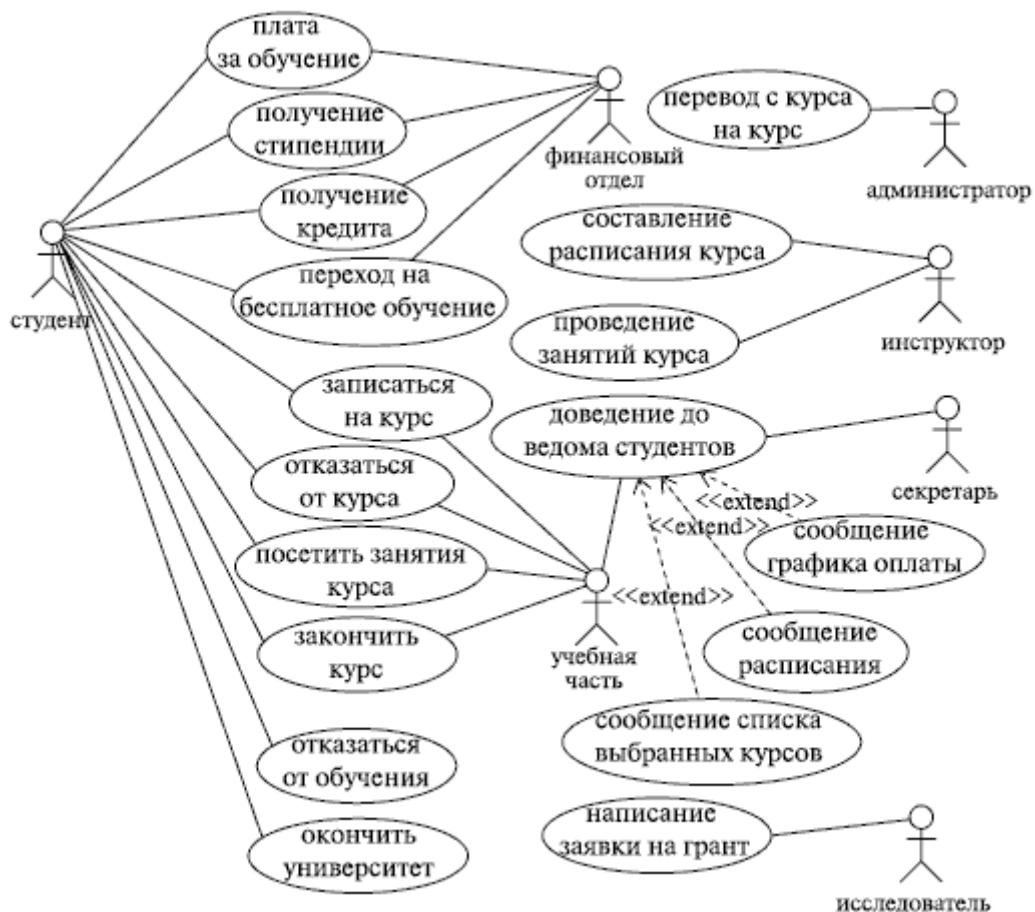 плата
за обучение
получение
стипендии
финансовый
отдел
перевод с курса
на курс
администратор
получение
кредита
составление
расписания курса
студент
переход на
бесплатное обучение
проведение
занятий курса
инструктор
записаться
на курс
доведение до
ведома студентов
секретарь
отказаться
от курса
<<extend>>
<<extend>>
сообщение
графика оплаты
посетить занятия
курса
<<extend>>
закончить
курс
учебная
часть
сообщение
расписания
сообщение списка
выбранных курсов
отказаться
от обучения
написание
заявки на грант
окончить
университет
исследователь